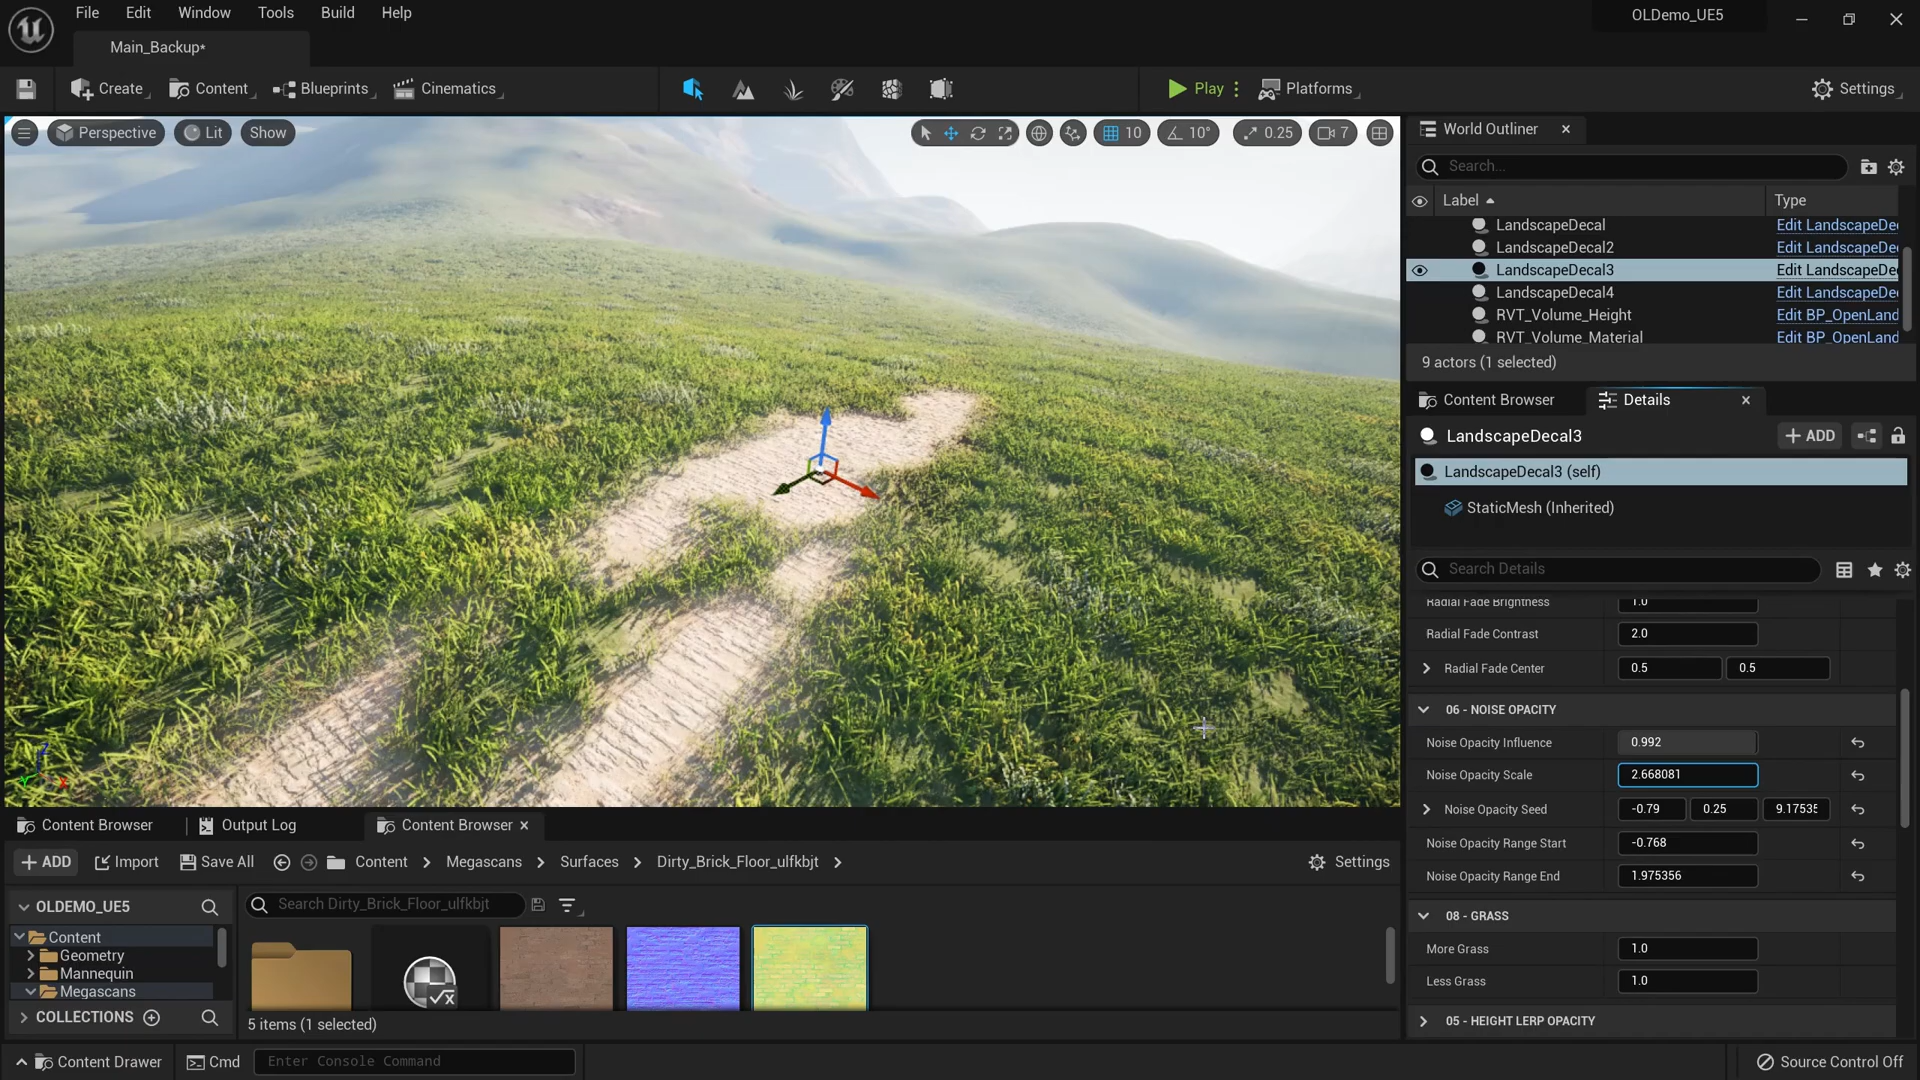 File Edit Window Tools Build Help
OLDemo_UE5
Main_Backup*
Create Content Blueprints Cinematics Play Platforms Settings
Perspective Lit Show 10 10° 0.25 7
World Outliner
Search...
Label Type
LandscapeDecal Edit LandscapeDe
LandscapeDecal2 Edit LandscapeDe
LandscapeDecal3 Edit LandscapeDe
LandscapeDecal4 Edit LandscapeDe
RVT_Volume_Height Edit BP_OpenLand
RVT_Volume_Material Edit BP_OpenLand
9 actors (1 selected)
Content Browser Details
LandscapeDecal3 + ADD
LandscapeDecal3 (self)
StaticMesh (Inherited)
Search Details
Radial Fade Brightness 1.0
Radial Fade Contrast 2.0
Radial Fade Center 0.5 0.5
06 - NOISE OPACITY
Noise Opacity Influence 0.992
Noise Opacity Scale 2.668081
Noise Opacity Seed -0.79 0.25 9.17535
Noise Opacity Range Start -0.768
Noise Opacity Range End 1.975356
08 - GRASS
More Grass 1.0
Less Grass 1.0
05 - HEIGHT LERP OPACITY
Z
Y X
Content Browser Output Log Content Browser
+ ADD Import Save All Content Megascans Surfaces Dirty_Brick_Floor_ulfkbjt Settings
OLDEMO_UE5 Search Dirty_Brick_Floor_ulfkbjt
Content
Geometry
Mannequin
Megascans
COLLECTIONS
5 items (1 selected)
Content Drawer Cmd Enter Console Command Source Control Off